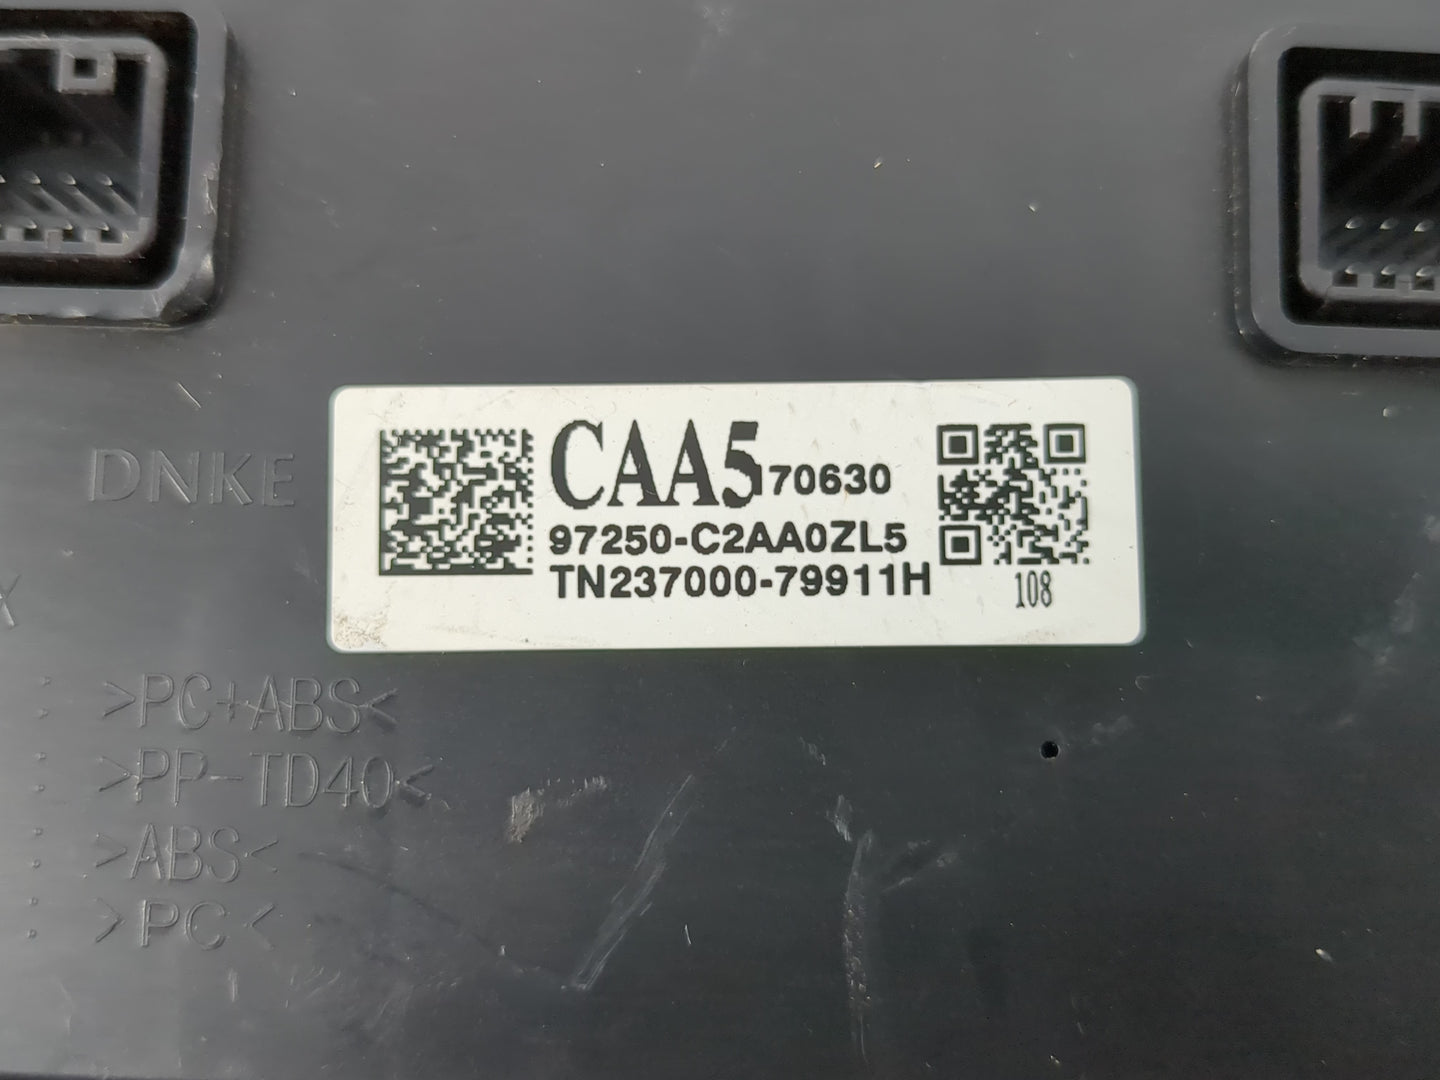 DNKE
CAA5 70630
97250-C2AA0ZL5
TN237000-79911H
108
X
: >PC+ABS<
: >PP-TD40<
: >ABS<
: >PC<